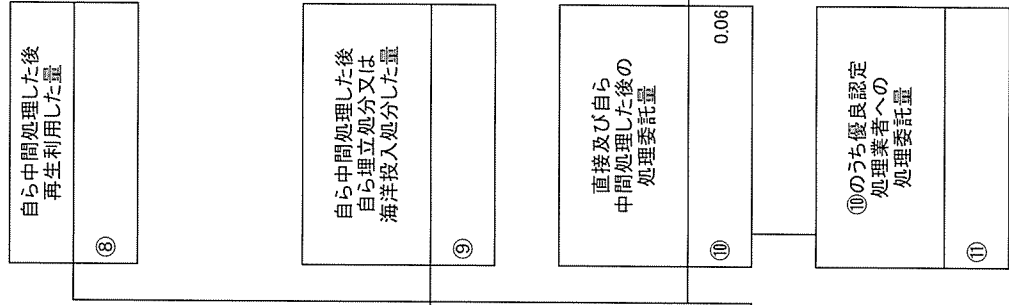 自ら中間処理した後
再生利用した量
⑧
自ら中間処理した後
自ら埋立処分又は
海洋投入処分した量
⑨
直接及び自ら
中間処理した後の
処理委託量
⑩ 0.06
⑩のうち優良認定
処理業者への
処理委託量
⑪